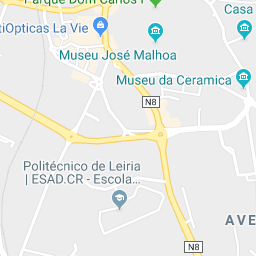 Parque Dom Carlos I
Casa
tiOpticas La Vie
Museu José Malhoa
Museu da Ceramica
N8
Politécnico de Leiria
| ESAD.CR - Escola...
AVE
N8